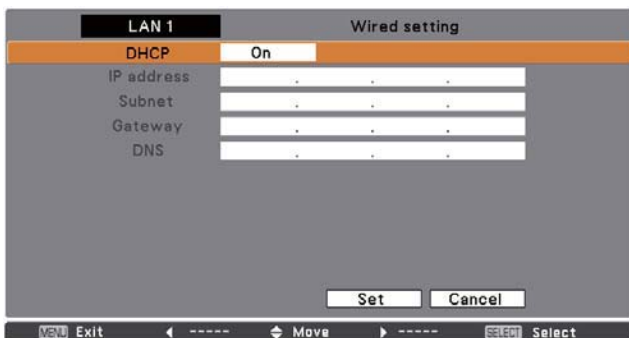 LAN 1 Wired setting
DHCP On
IP address . . .
Subnet . . .
Gateway . . .
DNS . . .
Set Cancel
MENU Exit ◀ ----- ◆ Move ▶ ----- SELECT Select